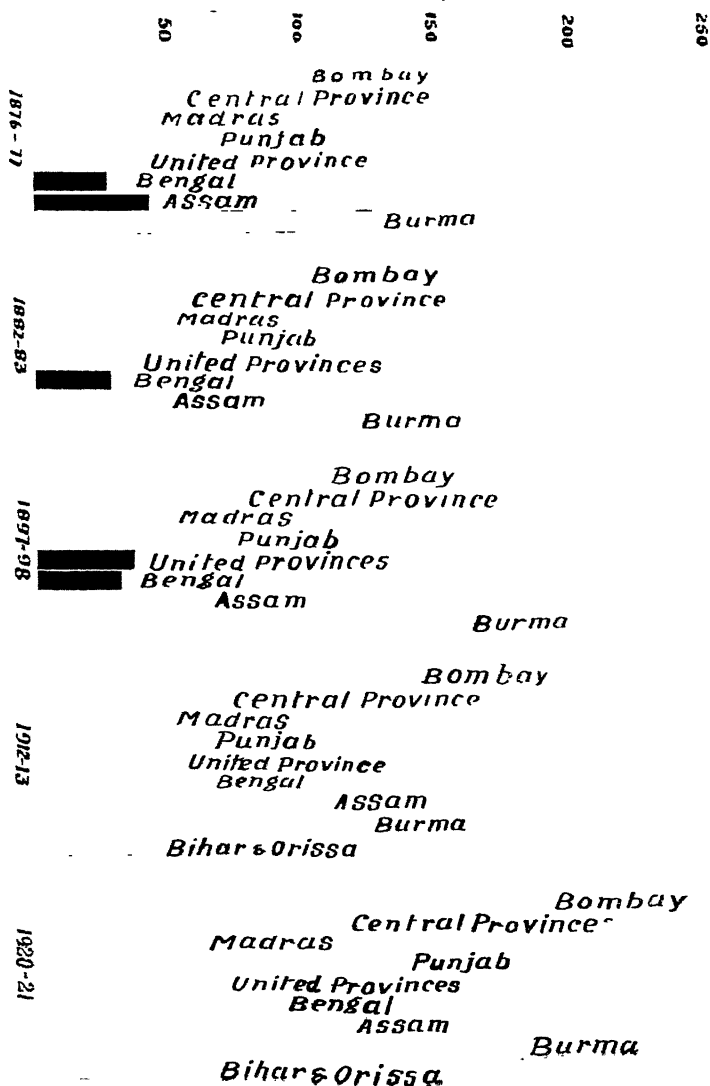 50 100 150 200 250
1876-77
Bombay
Central Province
Madras
Punjab
United Province
Bengal
Assam
Burma
1882-83
Bombay
Central Province
Madras
Punjab
United Provinces
Bengal
Assam
Burma
1897-98
Bombay
Central Province
Madras
Punjab
United Provinces
Bengal
Assam
Burma
1912-13
Bombay
Central Province
Madras
Punjab
United Province
Bengal
Assam
Burma
Bihar & Orissa
1920-21
Bombay
Central Provinces
Madras
Punjab
United Provinces
Bengal
Assam
Burma
Bihar & Orissa